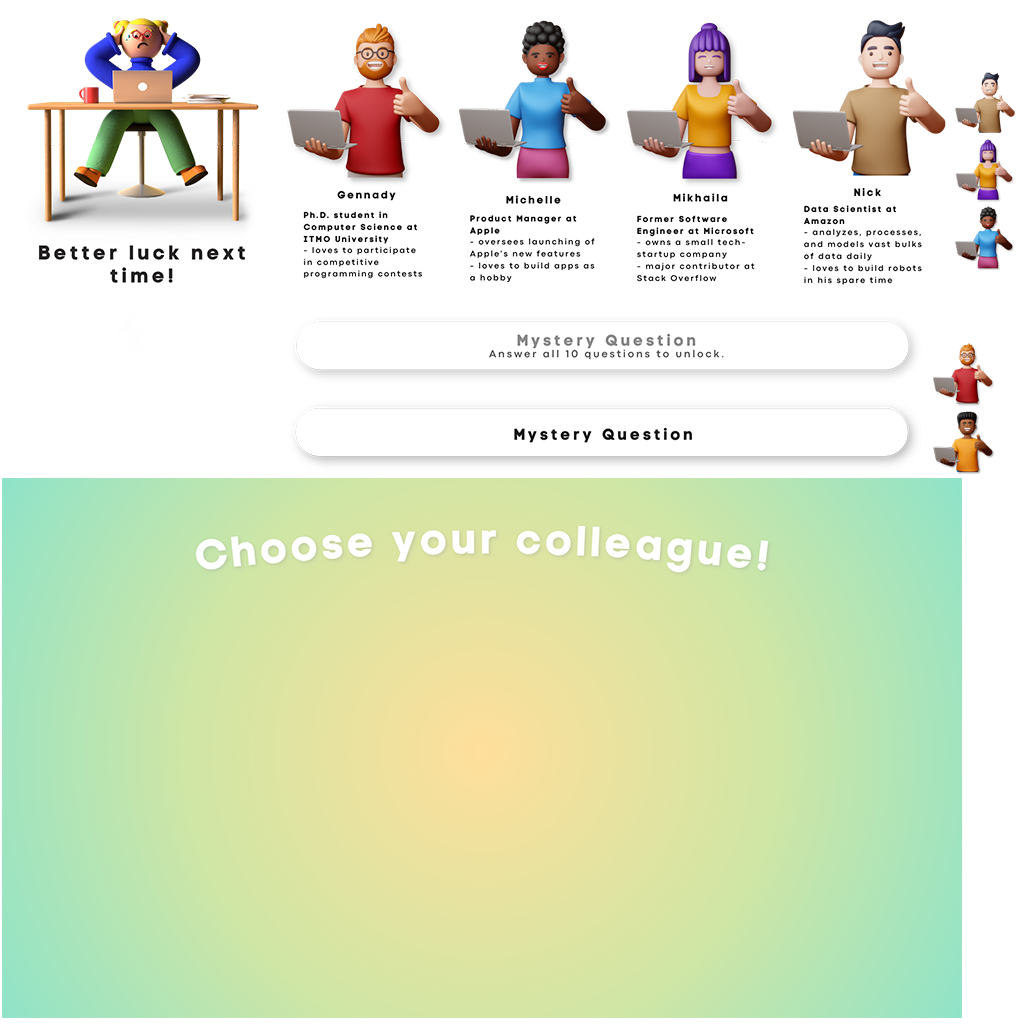 Better luck next
time!
Gennady
Ph.D. student in
Computer Science at
ITMO University
- loves to participate
in competitive
programming contests
Michelle
Product Manager at
Apple
- oversees launching of
Apple's new features
- loves to build apps as
a hobby
Mikhaila
Former Software
Engineer at Microsoft
- owns a small tech-
startup company
- major contributor at
Stack Overflow
Nick
Data Scientist at
Amazon
- analyzes, processes,
and models vast bulks
of data daily
- loves to build robots
in his spare time
Mystery Question
Answer all 10 questions to unlock.
Mystery Question
Choose your colleague!